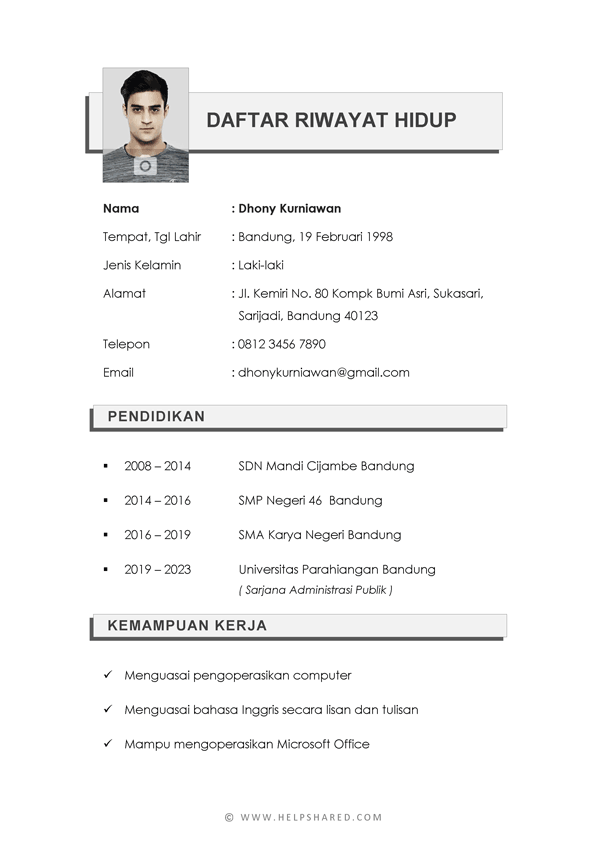 DAFTAR RIWAYAT HIDUP
Nama : Dhony Kurniawan
Tempat, Tgl Lahir : Bandung, 19 Februari 1998
Jenis Kelamin : Laki-laki
Alamat : Jl. Kemiri No. 80 Kompk Bumi Asri, Sukasari,
Sarijadi, Bandung 40123
Telepon : 0812 3456 7890
Email : dhonykurniawan@gmail.com
PENDIDIKAN
▪ 2008 – 2014 SDN Mandi Cijambe Bandung
▪ 2014 – 2016 SMP Negeri 46 Bandung
▪ 2016 – 2019 SMA Karya Negeri Bandung
▪ 2019 – 2023 Universitas Parahiangan Bandung
( Sarjana Administrasi Publik )
KEMAMPUAN KERJA
✓ Menguasai pengoperasikan computer
✓ Menguasai bahasa Inggris secara lisan dan tulisan
✓ Mampu mengoperasikan Microsoft Office
© WWW.HELPSHARED.COM